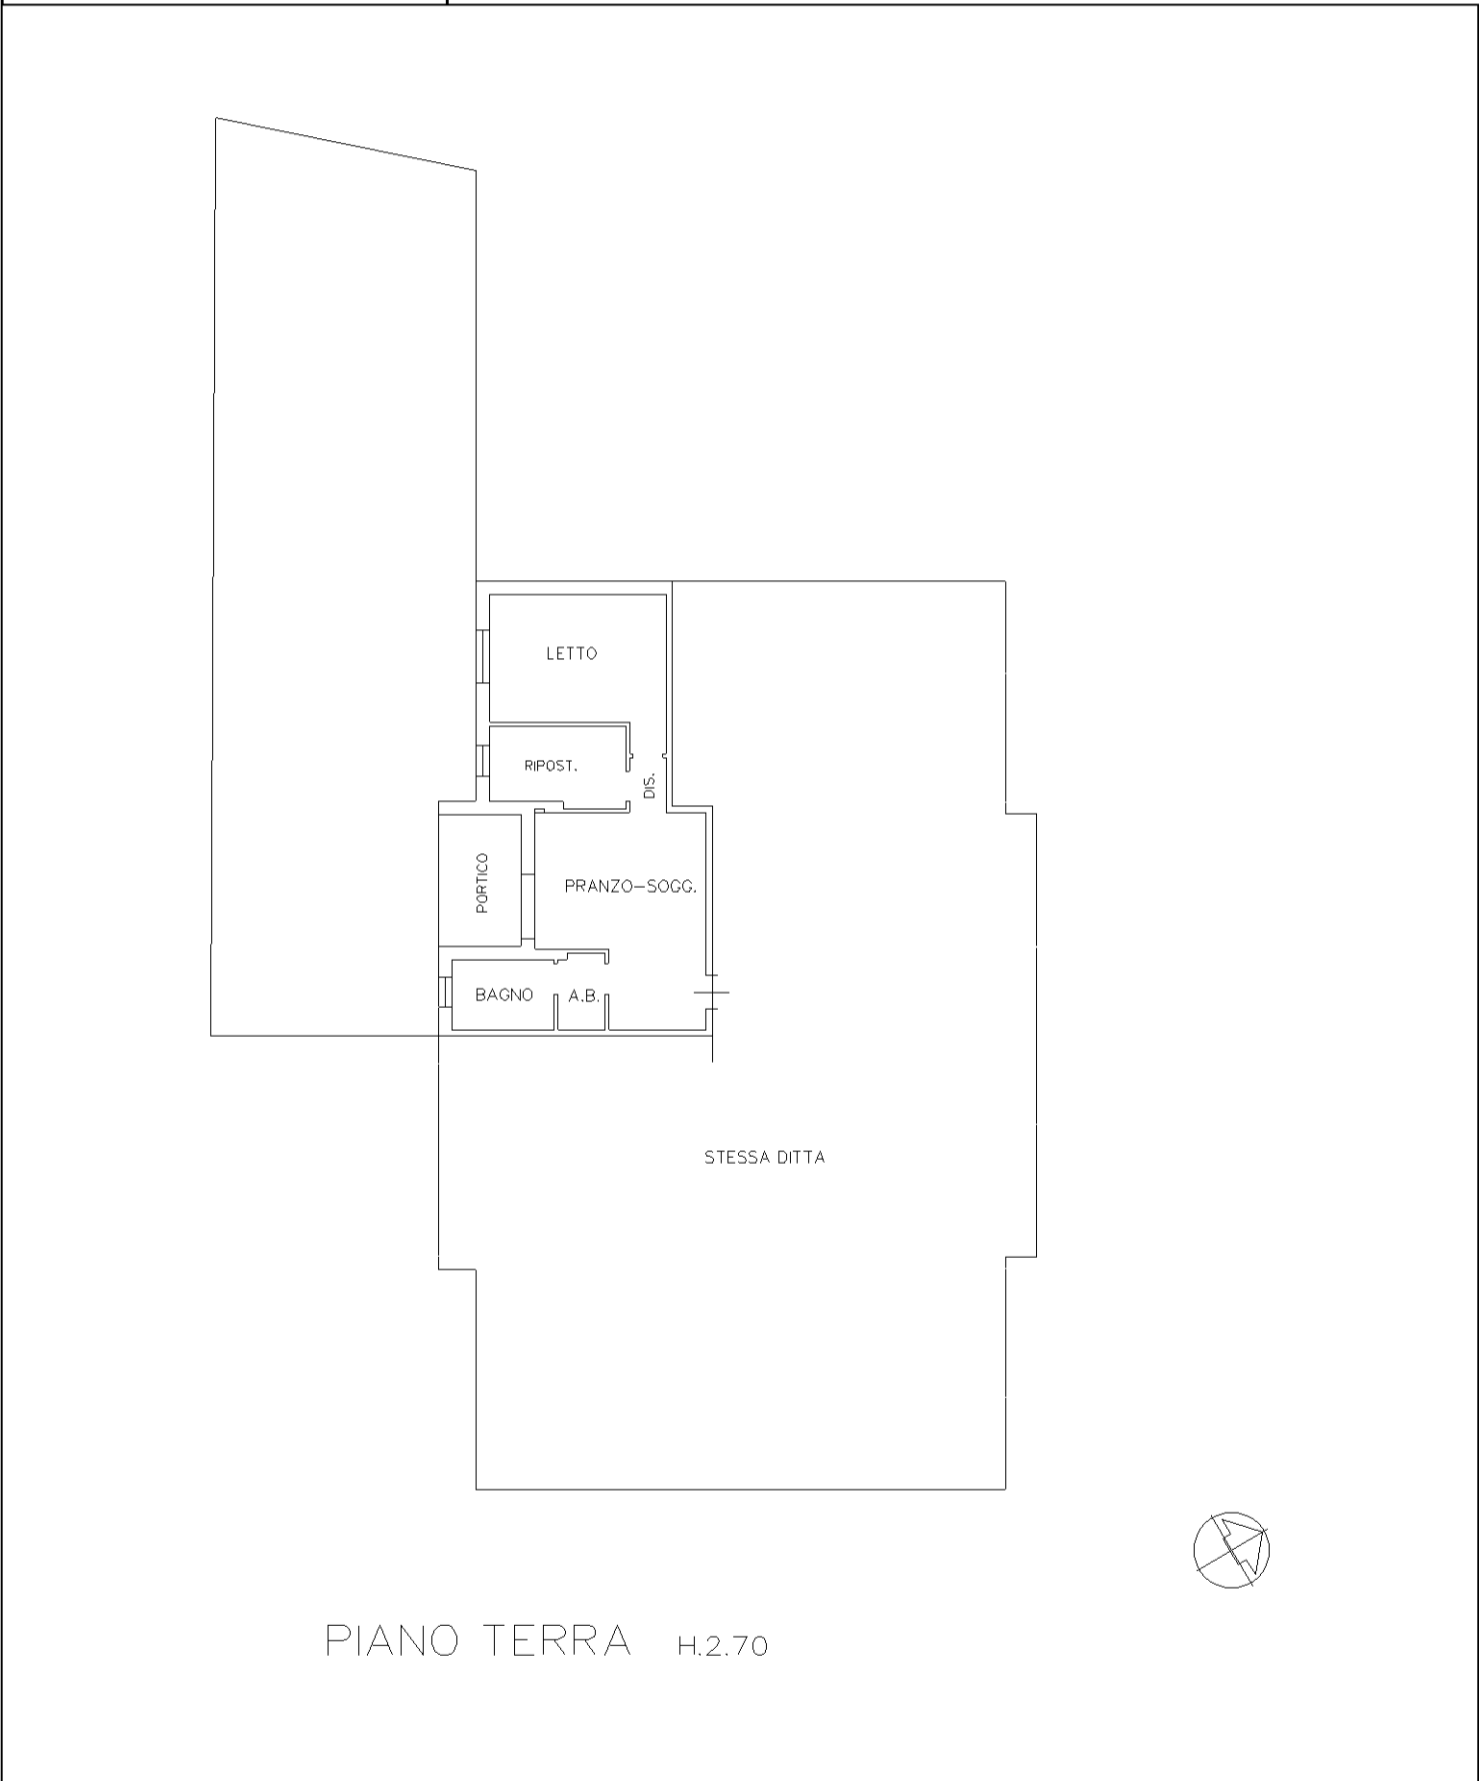 LETTO
RIPOST.
DIS.
PORTICO
PRANZO-SOGG.
BAGNO
A.B.
STESSA DITTA
PIANO TERRA H.2.70